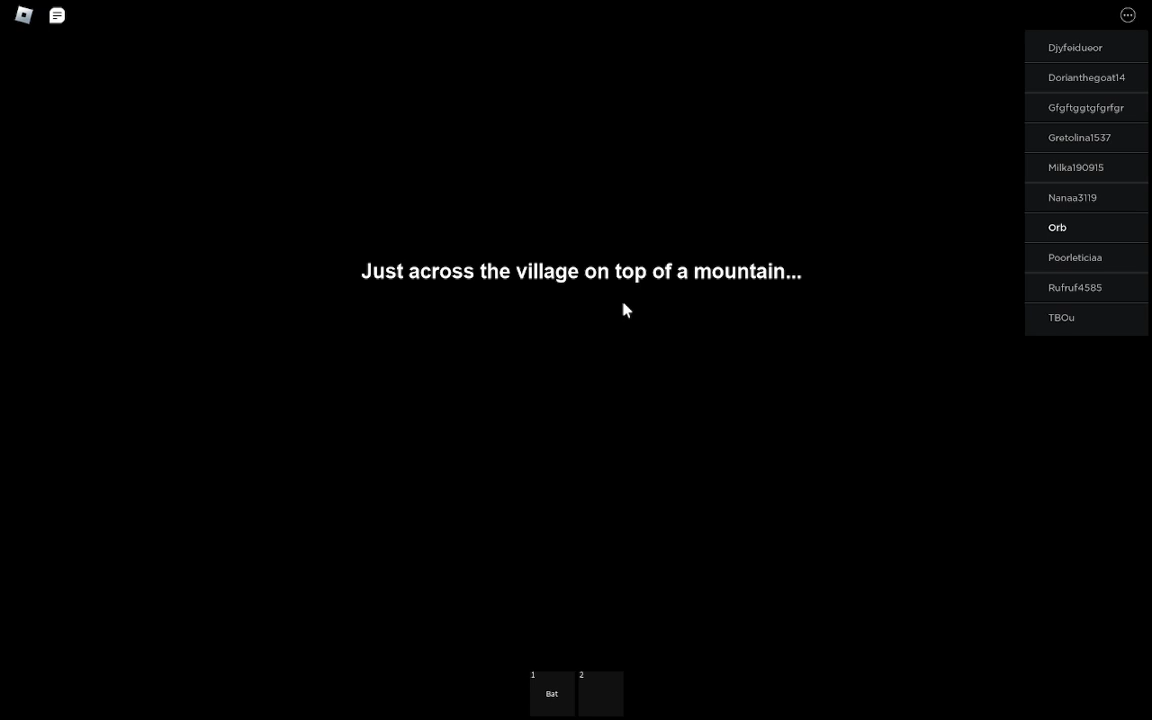 Djyfeidueor
Dorianthegoat14
Gfgftggtgfgrfgr
Gretolina1537
Milka190915
Nanaa3119
Orb
Poorleticiaa
Rufruf4585
TBOu
Just across the village on top of a mountain...
1
2
Bat